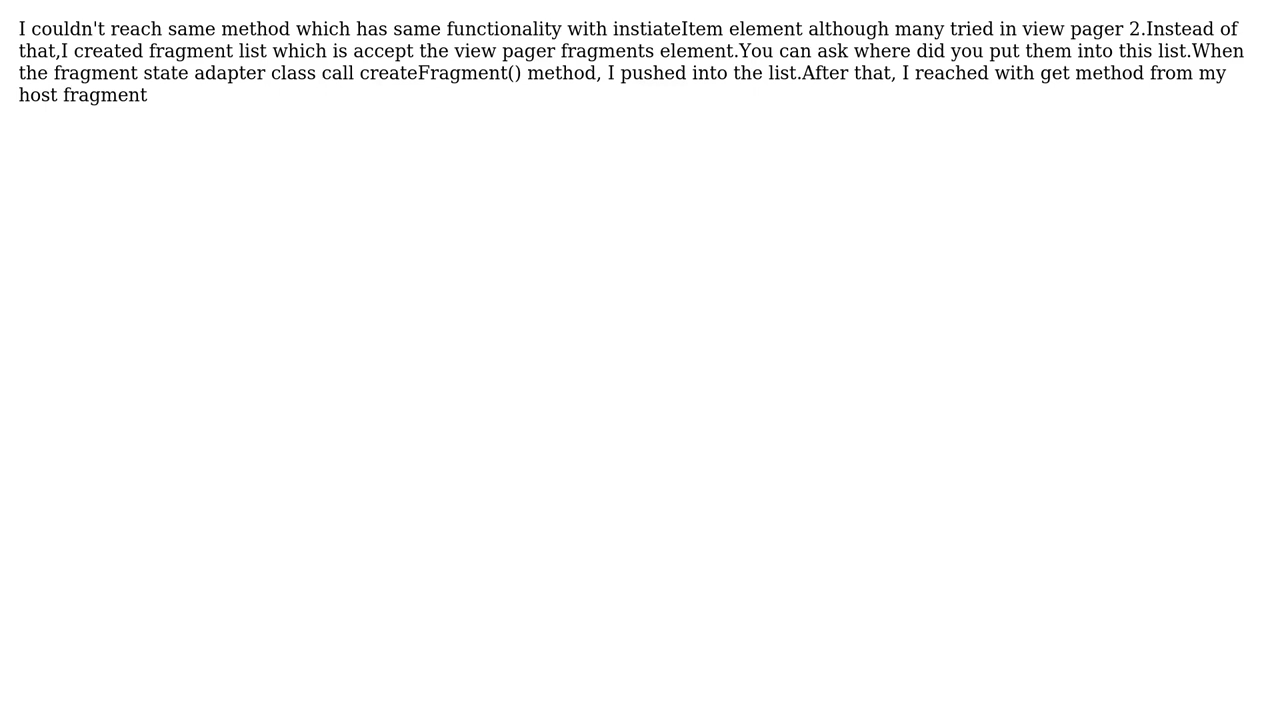 I couldn't reach same method which has same functionality with instiateItem element although many tried in view pager 2.Instead of
that,I created fragment list which is accept the view pager fragments element.You can ask where did you put them into this list.When
the fragment state adapter class call createFragment() method, I pushed into the list.After that, I reached with get method from my
host fragment